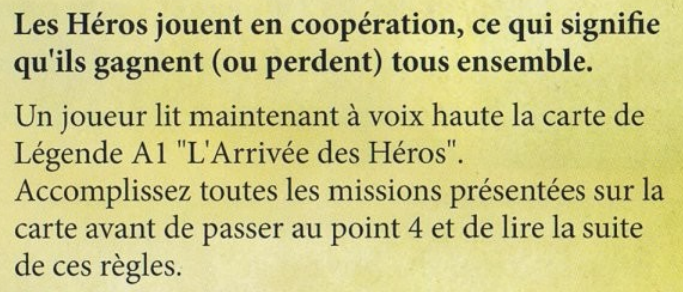 Les Héros jouent en coopération, ce qui signifie
qu'ils gagnent (ou perdent) tous ensemble.
Un joueur lit maintenant à voix haute la carte de
Légende A1 "L'Arrivée des Héros".
Accomplissez toutes les missions présentées sur la
carte avant de passer au point 4 et de lire la suite
de ces règles.